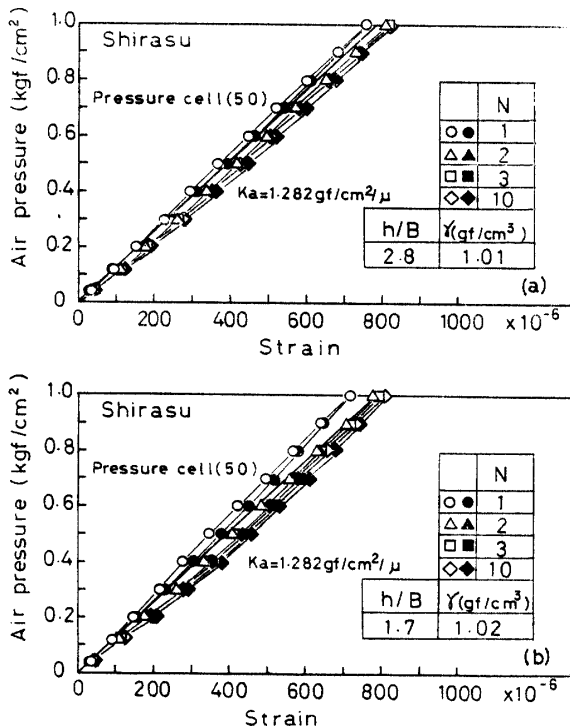 1.0
Shirasu
0.8
Pressure cell(50)
0.6
0.4
Ka=1.282gf/cm²/μ
0.2
0
Air pressure (kgf/cm²)
N
○● 1
△▲ 2
□■ 3
◇◆ 10
h/B γ(gf/cm³)
2.8 1.01
(a)
0 200 400 600 800 1000 ×10⁻⁶
Strain
1.0
Shirasu
0.8
Pressure cell(50)
0.6
0.4
Ka=1.282gf/cm²/μ
0.2
0
Air pressure (kgf/cm²)
N
○● 1
△▲ 2
□■ 3
◇◆ 10
h/B γ(gf/cm³)
1.7 1.02
(b)
200 400 600 800 1000 ×10⁻⁶
Strain